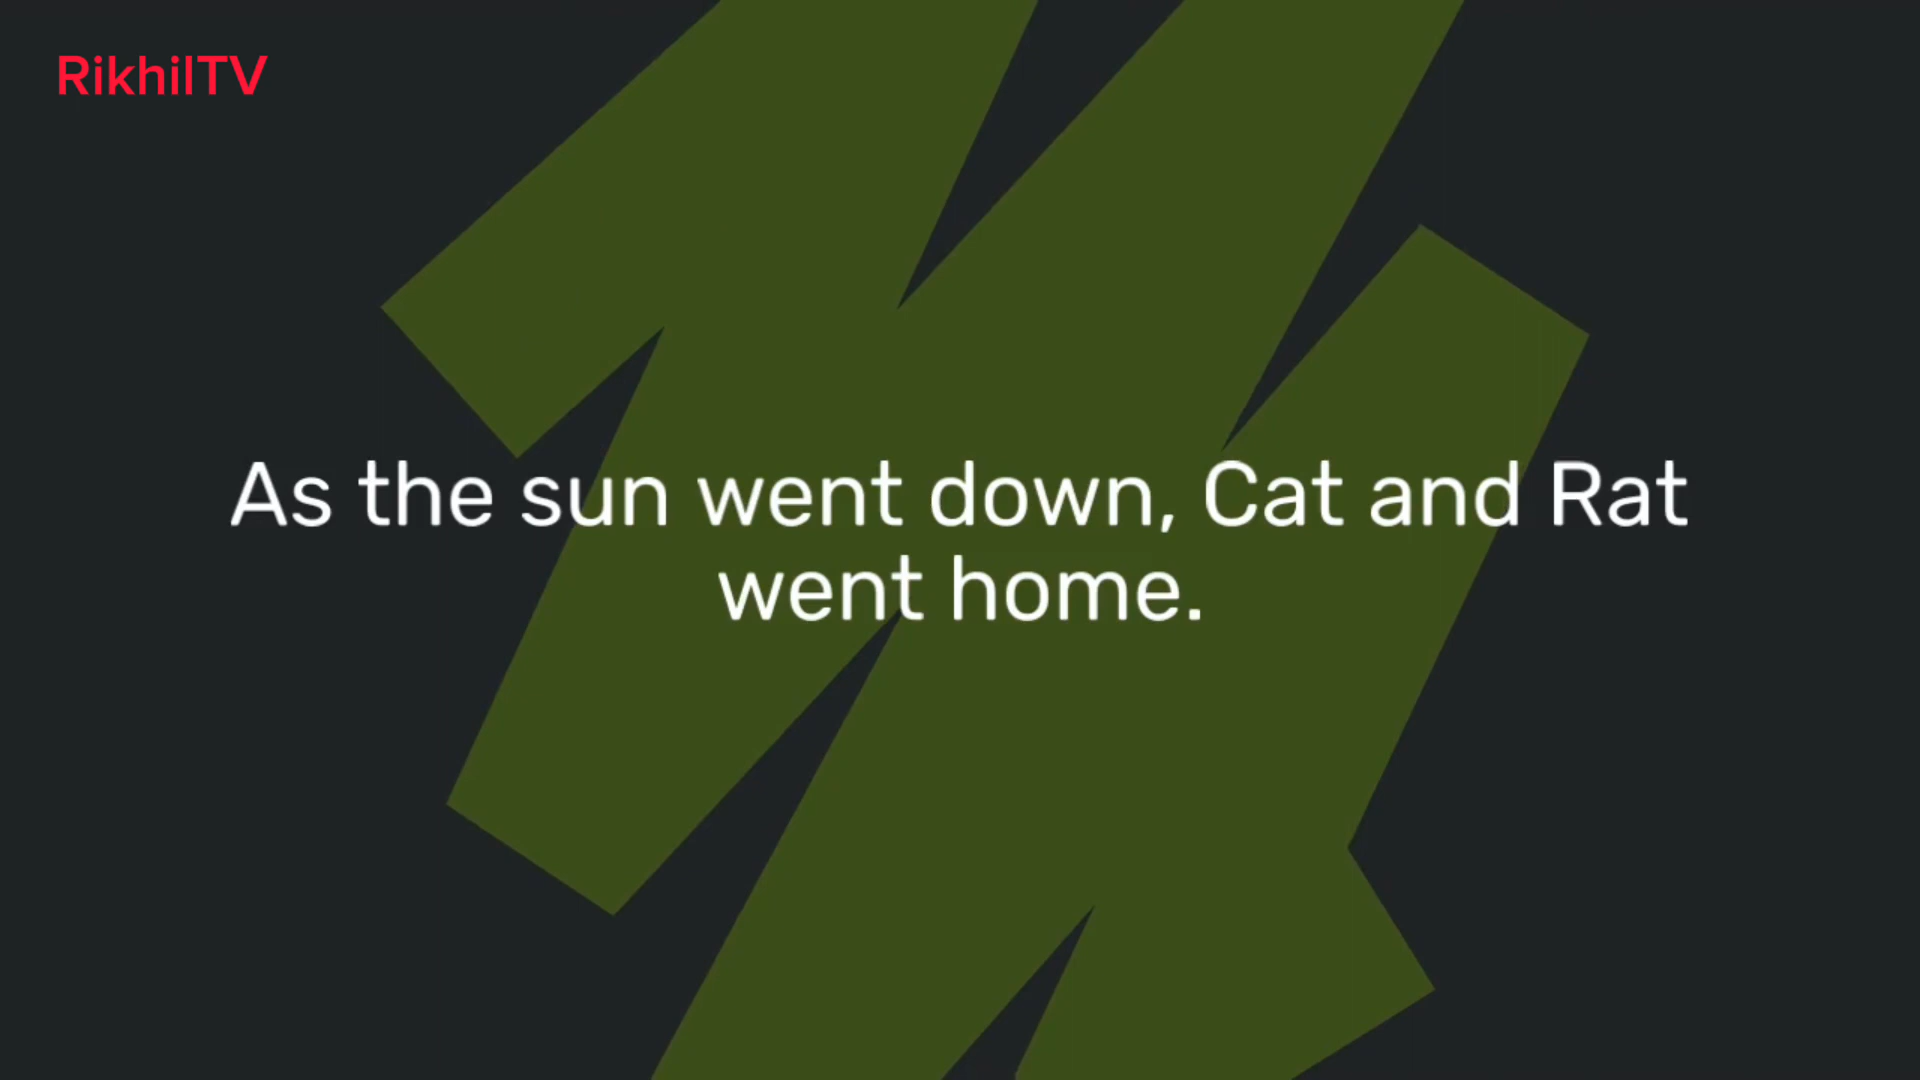 RikhilTV
As the sun went down, Cat and Rat
went home.